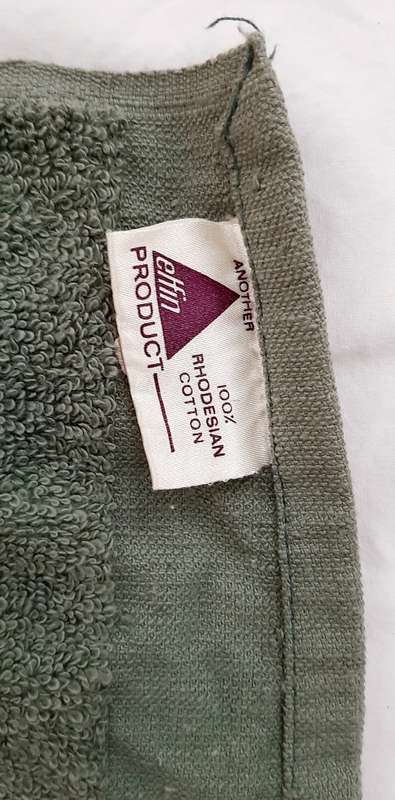 ANOTHER
elfin
PRODUCT
100%
RHODESIAN
COTTON